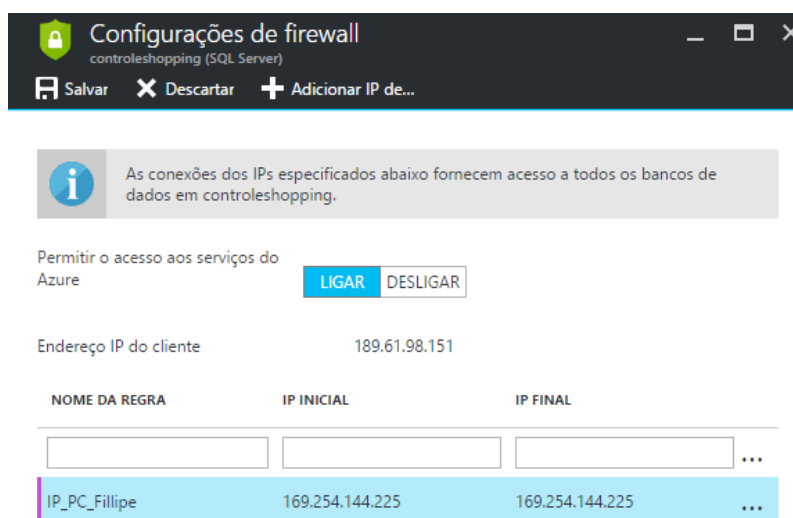 Configurações de firewall
controleshopping (SQL Server)
Salvar Descartar Adicionar IP de...
As conexões dos IPs especificados abaixo fornecem acesso a todos os bancos de
dados em controleshopping.
Permitir o acesso aos serviços do
Azure
LIGAR DESLIGAR
Endereço IP do cliente 189.61.98.151
NOME DA REGRA IP INICIAL IP FINAL
...
IP_PC_Fillipe 169.254.144.225 169.254.144.225 ...